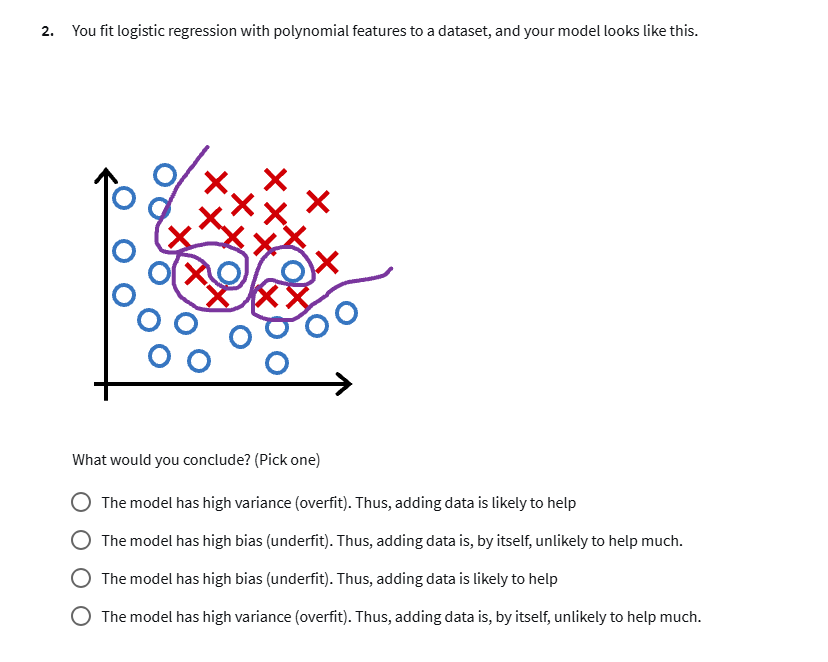 2. You fit logistic regression with polynomial features to a dataset, and your model looks like this.
What would you conclude? (Pick one)
The model has high variance (overfit). Thus, adding data is likely to help
The model has high bias (underfit). Thus, adding data is, by itself, unlikely to help much.
The model has high bias (underfit). Thus, adding data is likely to help
The model has high variance (overfit). Thus, adding data is, by itself, unlikely to help much.